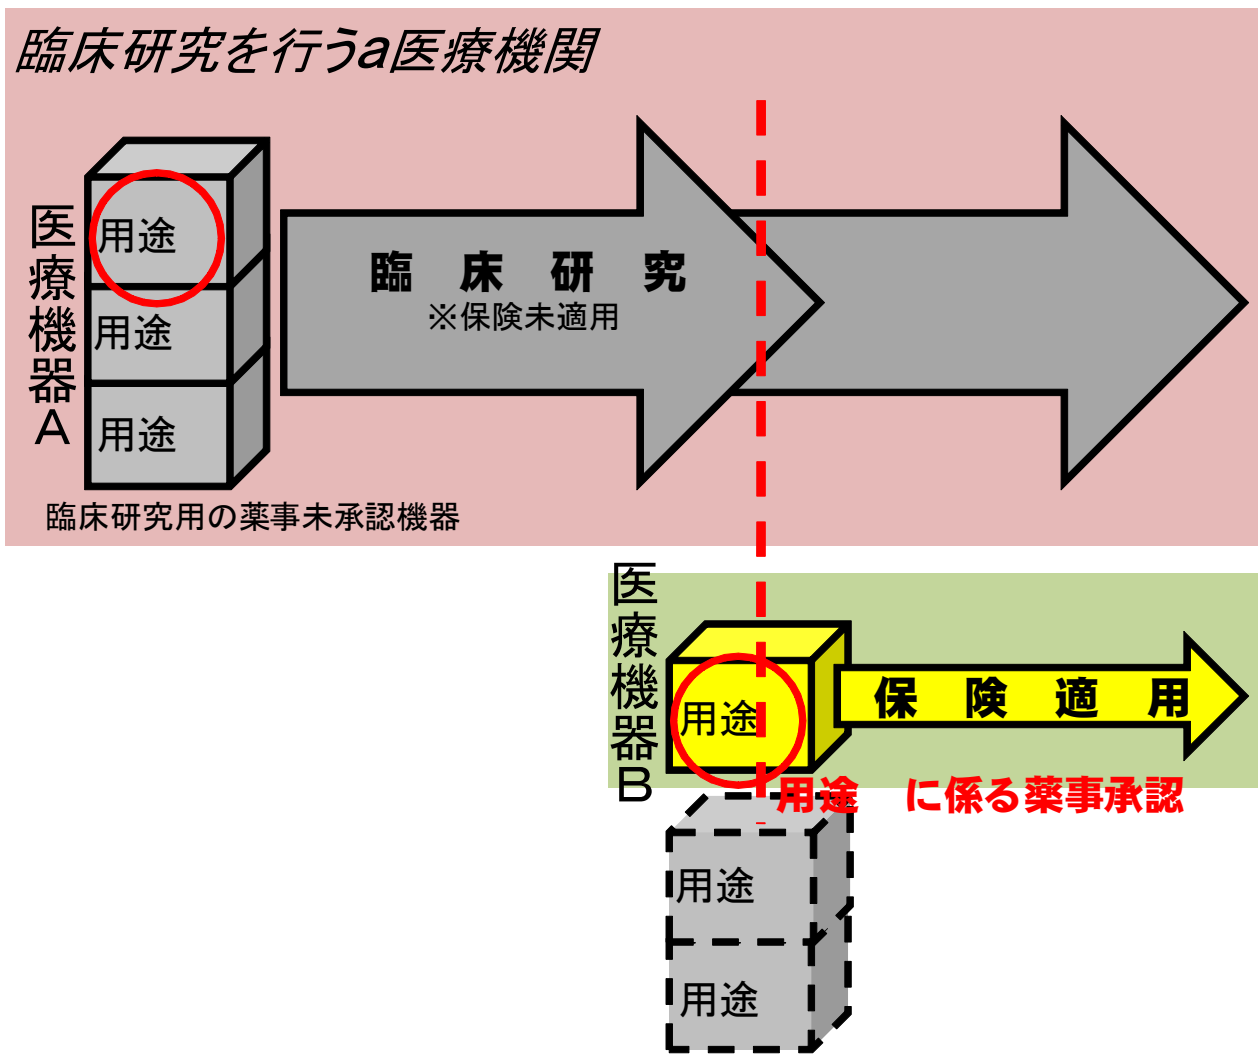 臨床研究を行うa医療機関
医療機器A
用途
用途
用途
臨床研究
※保険未適用
臨床研究用の薬事未承認機器
医療機器B
用途
保険適用
用途　に係る薬事承認
用途
用途